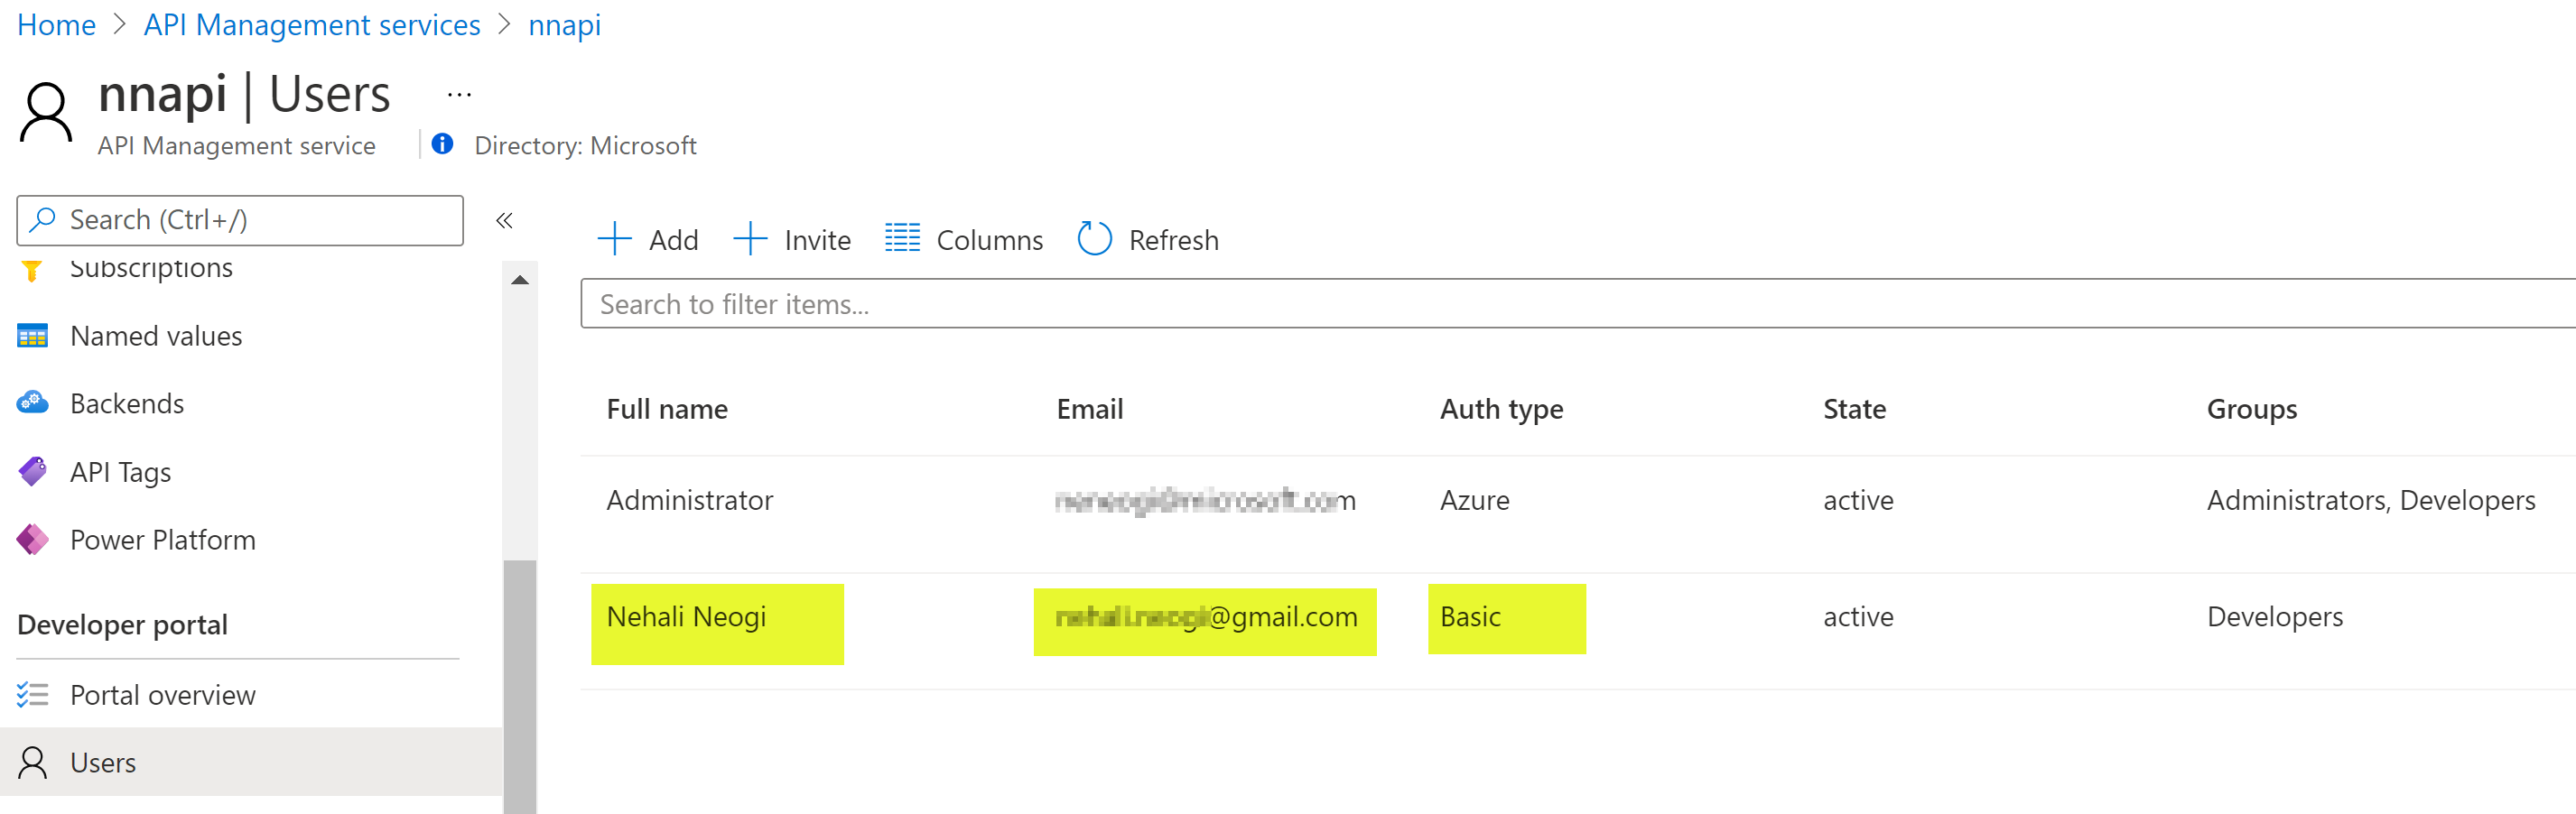 Home > API Management services > nnapi
nnapi | Users ...
API Management service | Directory: Microsoft
Search (Ctrl+/) «
Subscriptions
Named values
Backends
API Tags
Power Platform
Developer portal
Portal overview
Users
+ Add + Invite Columns Refresh
Search to filter items...
Full name Email Auth type State Groups
Administrator Azure active Administrators, Developers
Nehali Neogi @gmail.com Basic active Developers